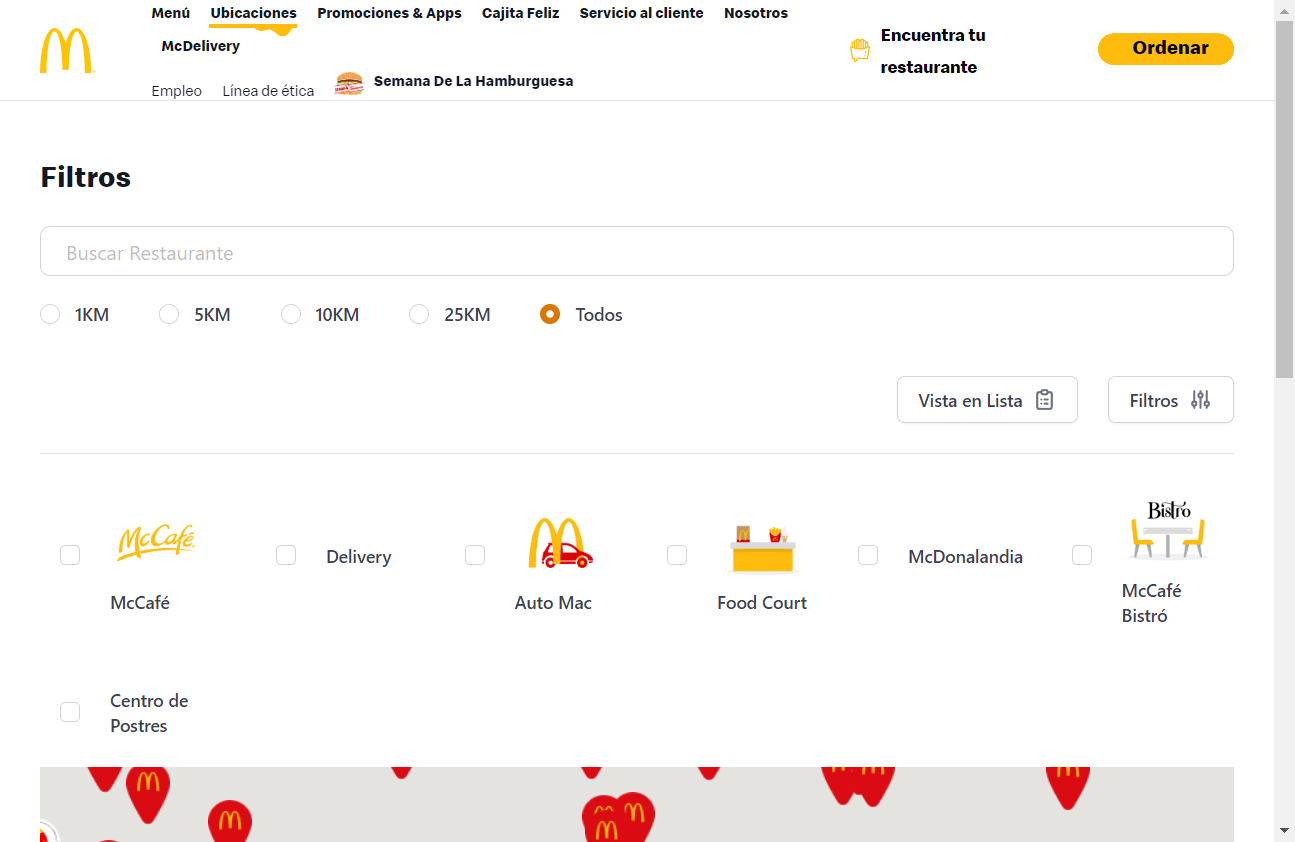 Menú Ubicaciones Promociones & Apps Cajita Feliz Servicio al cliente Nosotros
McDelivery
Empleo Línea de ética Semana De La Hamburguesa
Encuentra tu
restaurante
Ordenar
Filtros
Buscar Restaurante
1KM 5KM 10KM 25KM Todos
Vista en Lista Filtros
McCafé
McCafé
Delivery
Auto Mac
Food Court
McDonalandia
Bistró
McCafé
Bistró
Centro de
Postres